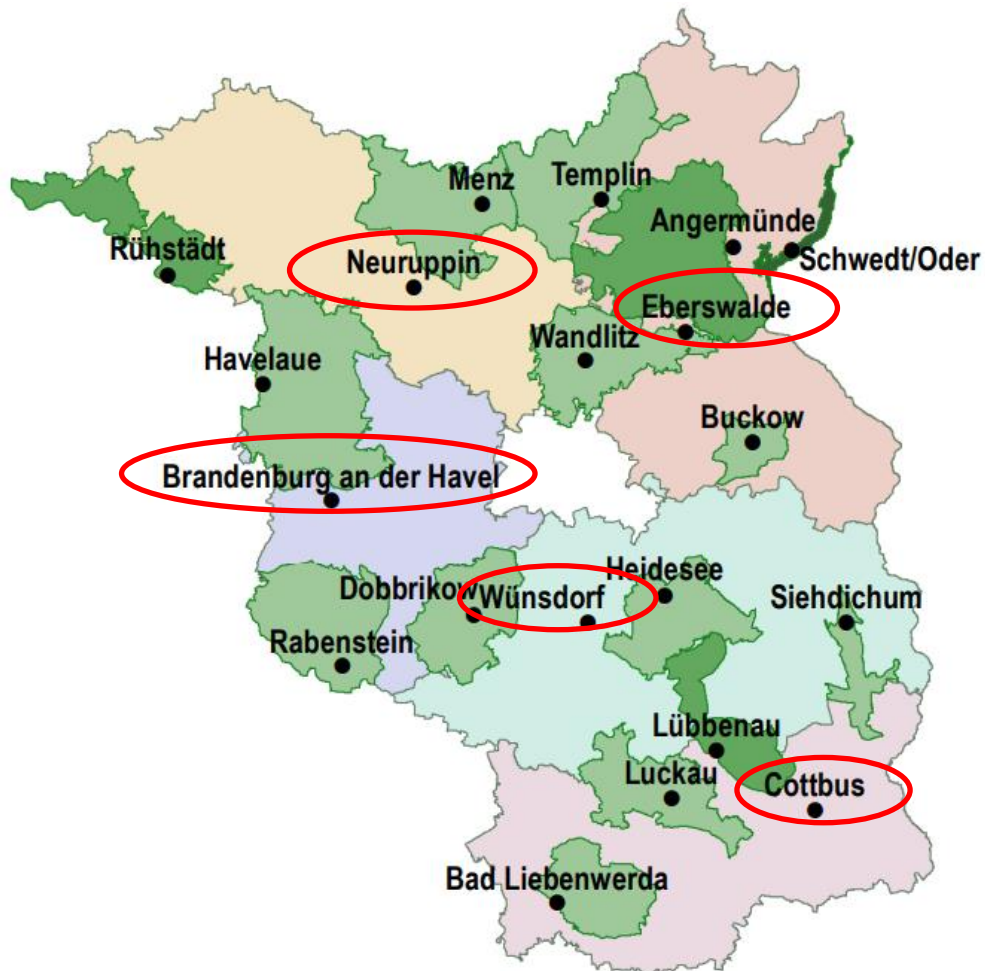 Menz
Templin
Angermünde
Rühstädt
Neuruppin
Schwedt/Oder
Eberswalde
Wandlitz
Havelaue
Buckow
Brandenburg an der Havel
Heidesee
Dobbrikow
Wünsdorf
Siehdichum
Rabenstein
Lübbenau
Luckau
Cottbus
Bad Liebenwerda